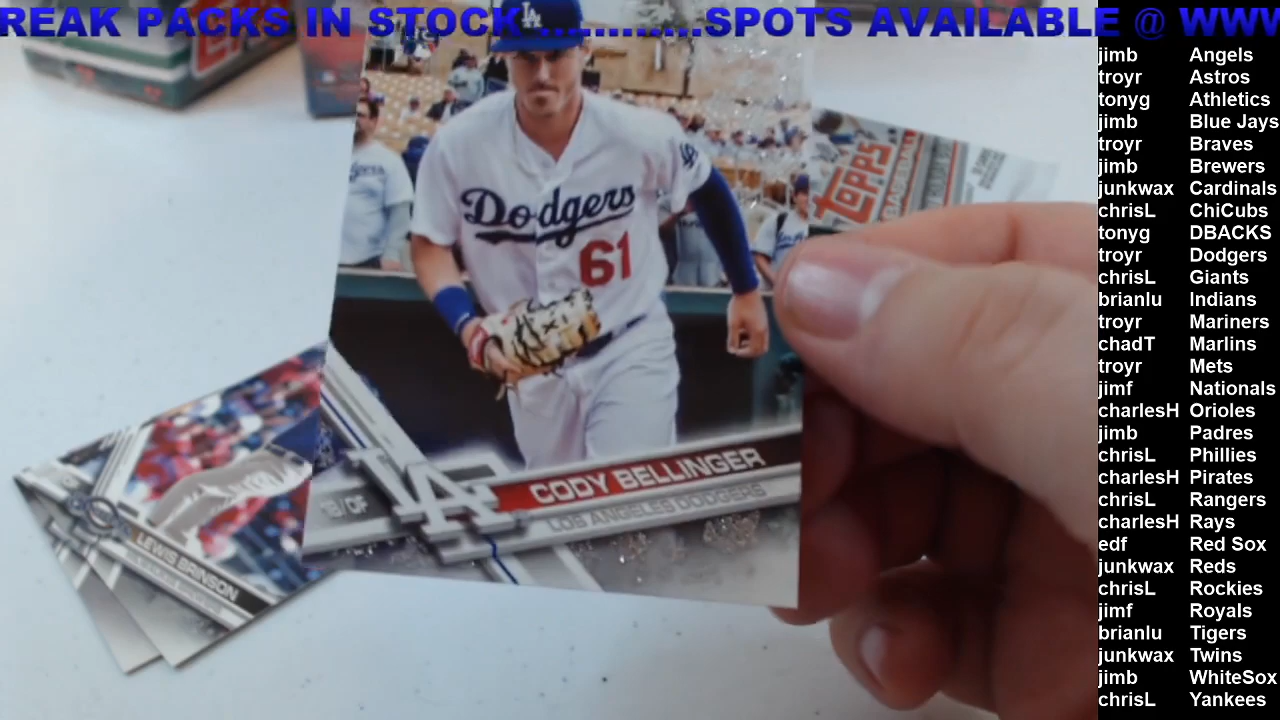 REAK PACKS IN STOCK ............SPOTS AVAILABLE @ WWW
jimb Angels
troyr Astros
tonyg Athletics
jimb Blue Jays
troyr Braves
jimb Brewers
junkwax Cardinals
chrisL ChiCubs
tonyg DBACKS
troyr Dodgers
chrisL Giants
brianlu Indians
troyr Mariners
chadT Marlins
troyr Mets
jimf Nationals
charlesH Orioles
jimb Padres
chrisL Phillies
charlesH Pirates
chrisL Rangers
charlesH Rays
edf Red Sox
junkwax Reds
chrisL Rockies
jimf Royals
brianlu Tigers
junkwax Twins
jimb WhiteSox
chrisL Yankees
LA
Dodgers
61
TOPPS
BASEBALL
LA
CODY BELLINGER
LOS ANGELES DODGERS
1B/OF
LEWIS BRINSON